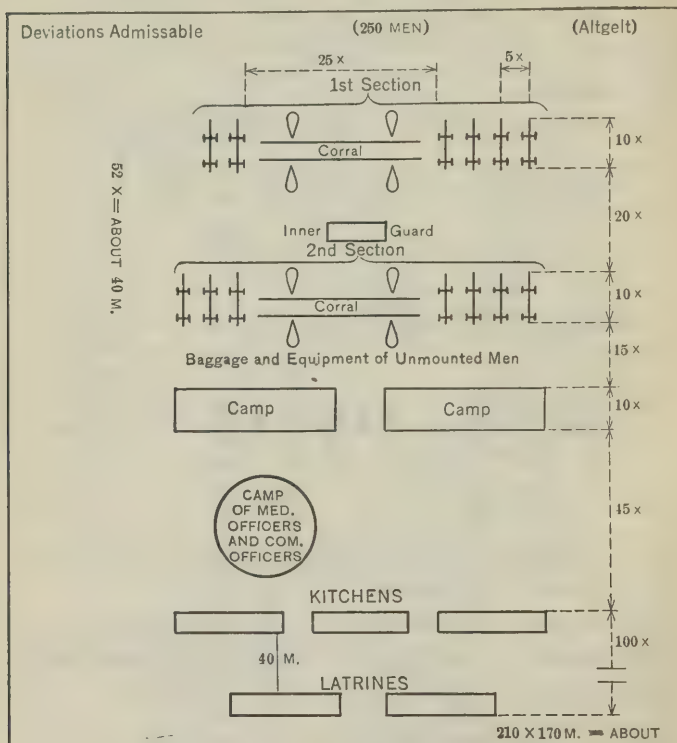 Deviations Admissable (250 MEN) (Altgelt)
25 x 5 x
1st Section
Corral
10 x
52 X = ABOUT 40 M.
20 x
Inner Guard
2nd Section
Corral
10 x
15 x
Baggage and Equipment of Unmounted Men
Camp Camp
10 x
CAMP
OF MED.
OFFICERS
AND COM.
OFFICERS
45 x
KITCHENS
100 x
40 M.
LATRINES
210 X 170 M. = ABOUT